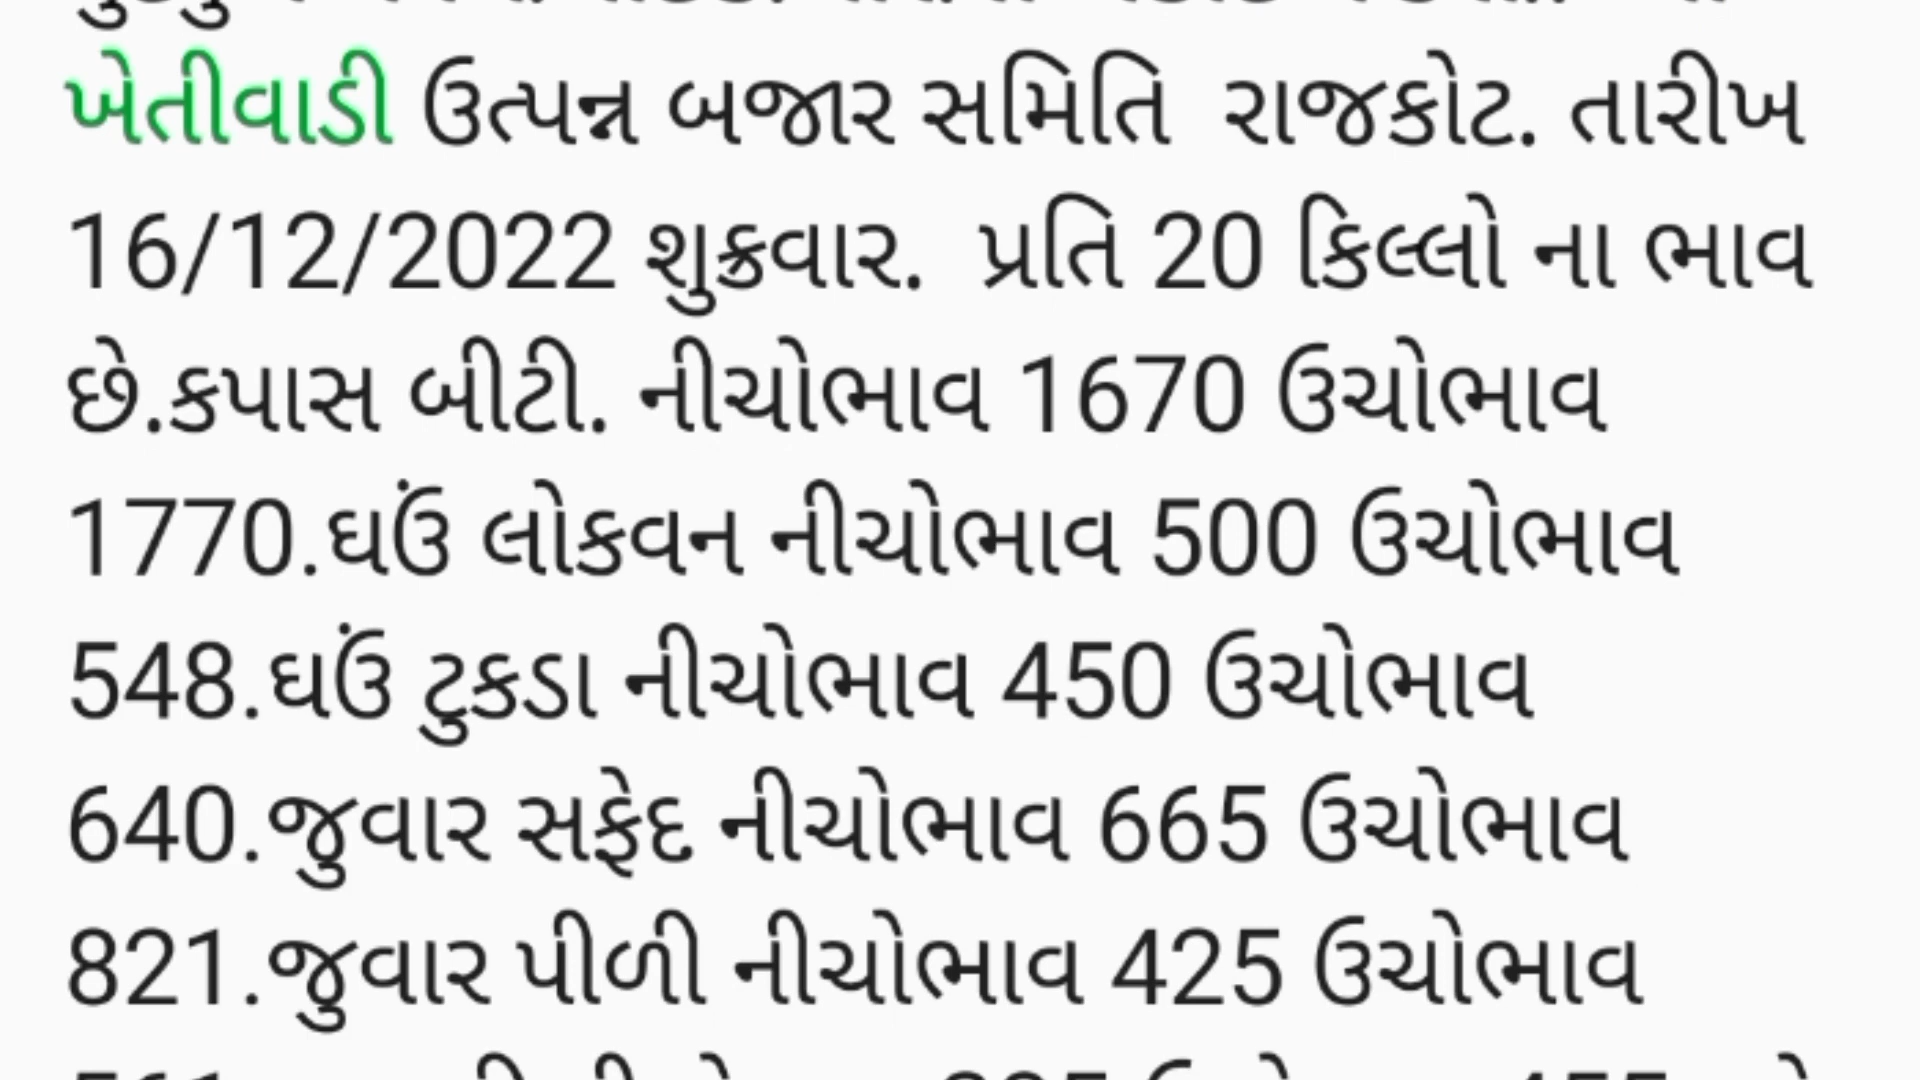 ખેતીવાડી ઉત્પન્ન બજાર સમિતિ  રાજકોટ. તારીખ
16/12/2022 શુક્રવાર.  પ્રતિ 20 કિલ્લો ના ભાવ
છે.કપાસ બીટી. નીચોભાવ 1670 ઉચોભાવ
1770.ઘઉં લોકવન નીચોભાવ 500 ઉચોભાવ
548.ઘઉં ટુકડા નીચોભાવ 450 ઉચોભાવ
640.જુવાર સફેદ નીચોભાવ 665 ઉચોભાવ
821.જુવાર પીળી નીચોભાવ 425 ઉચોભાવ